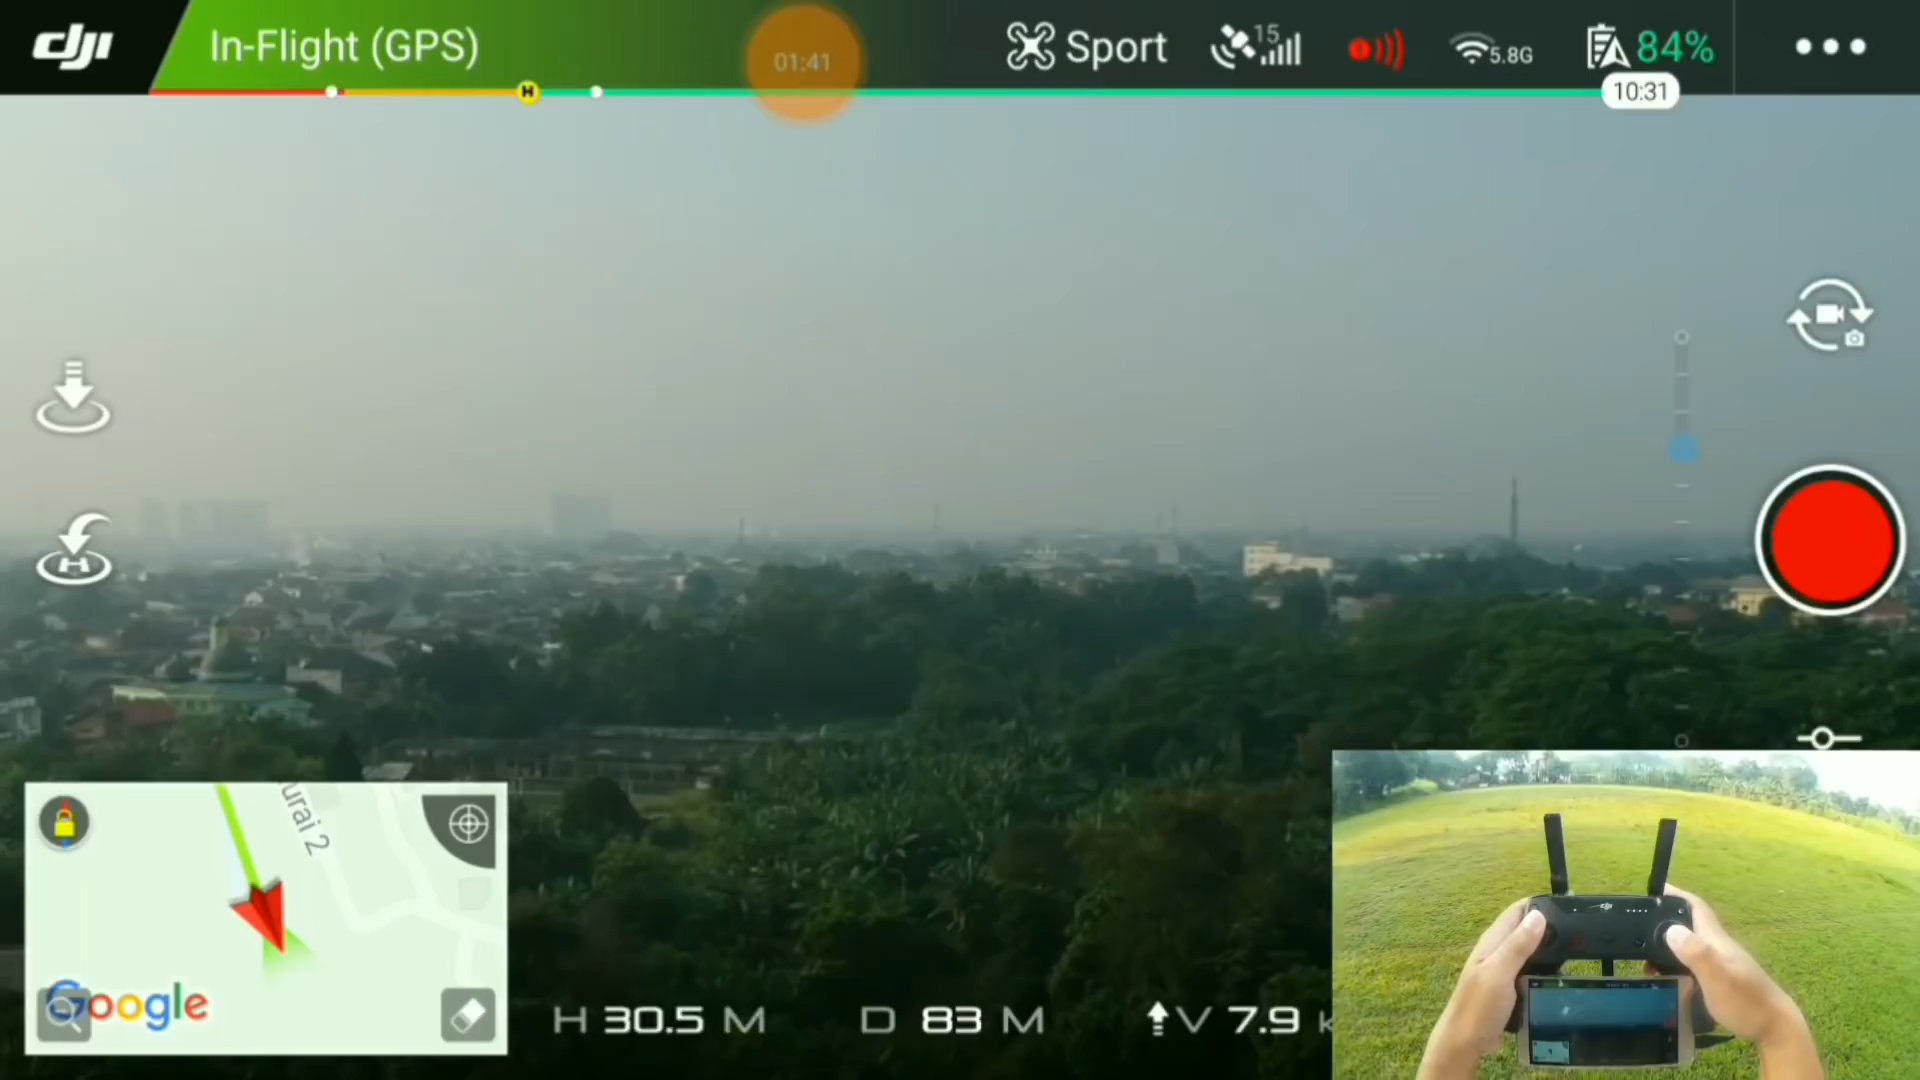 dji
In-Flight (GPS)
01:41
Sport
15
5.8G
84%
H
10:31
H
urai 2
Google
H 30.5 M
D 83 M
V 7.9 k